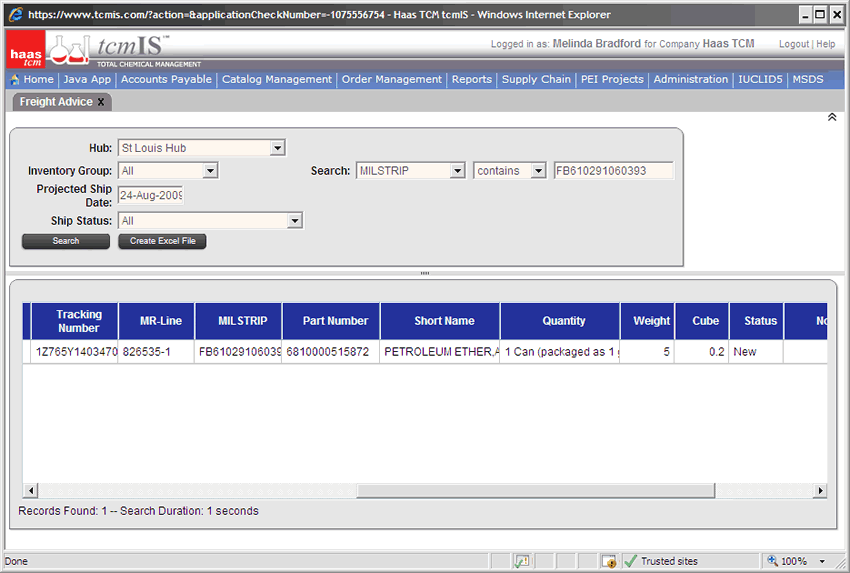 https://www.tcmis.com/?action=&applicationCheckNumber=-1075556754 - Haas TCM tcmIS - Windows Internet Explorer
haas tcm
tcmIS™
TOTAL CHEMICAL MANAGEMENT
Logged in as: Melinda Bradford for Company Haas TCM Logout | Help
Home | Java App | Accounts Payable | Catalog Management | Order Management | Reports | Supply Chain | PEI Projects | Administration | IUCLID5 | MSDS
Freight Advice x
Hub: St Louis Hub
Inventory Group: All Search: MILSTRIP contains FB610291060393
Projected Ship Date: 24-Aug-2009
Ship Status: All
Search Create Excel File
Tracking Number MR-Line MILSTRIP Part Number Short Name Quantity Weight Cube Status No
1Z765Y1403470 826535-1 FB61029106039 6810000515872 PETROLEUM ETHER,A 1 Can (packaged as 1 5 0.2 New
Records Found: 1 -- Search Duration: 1 seconds
Done Trusted sites 100%